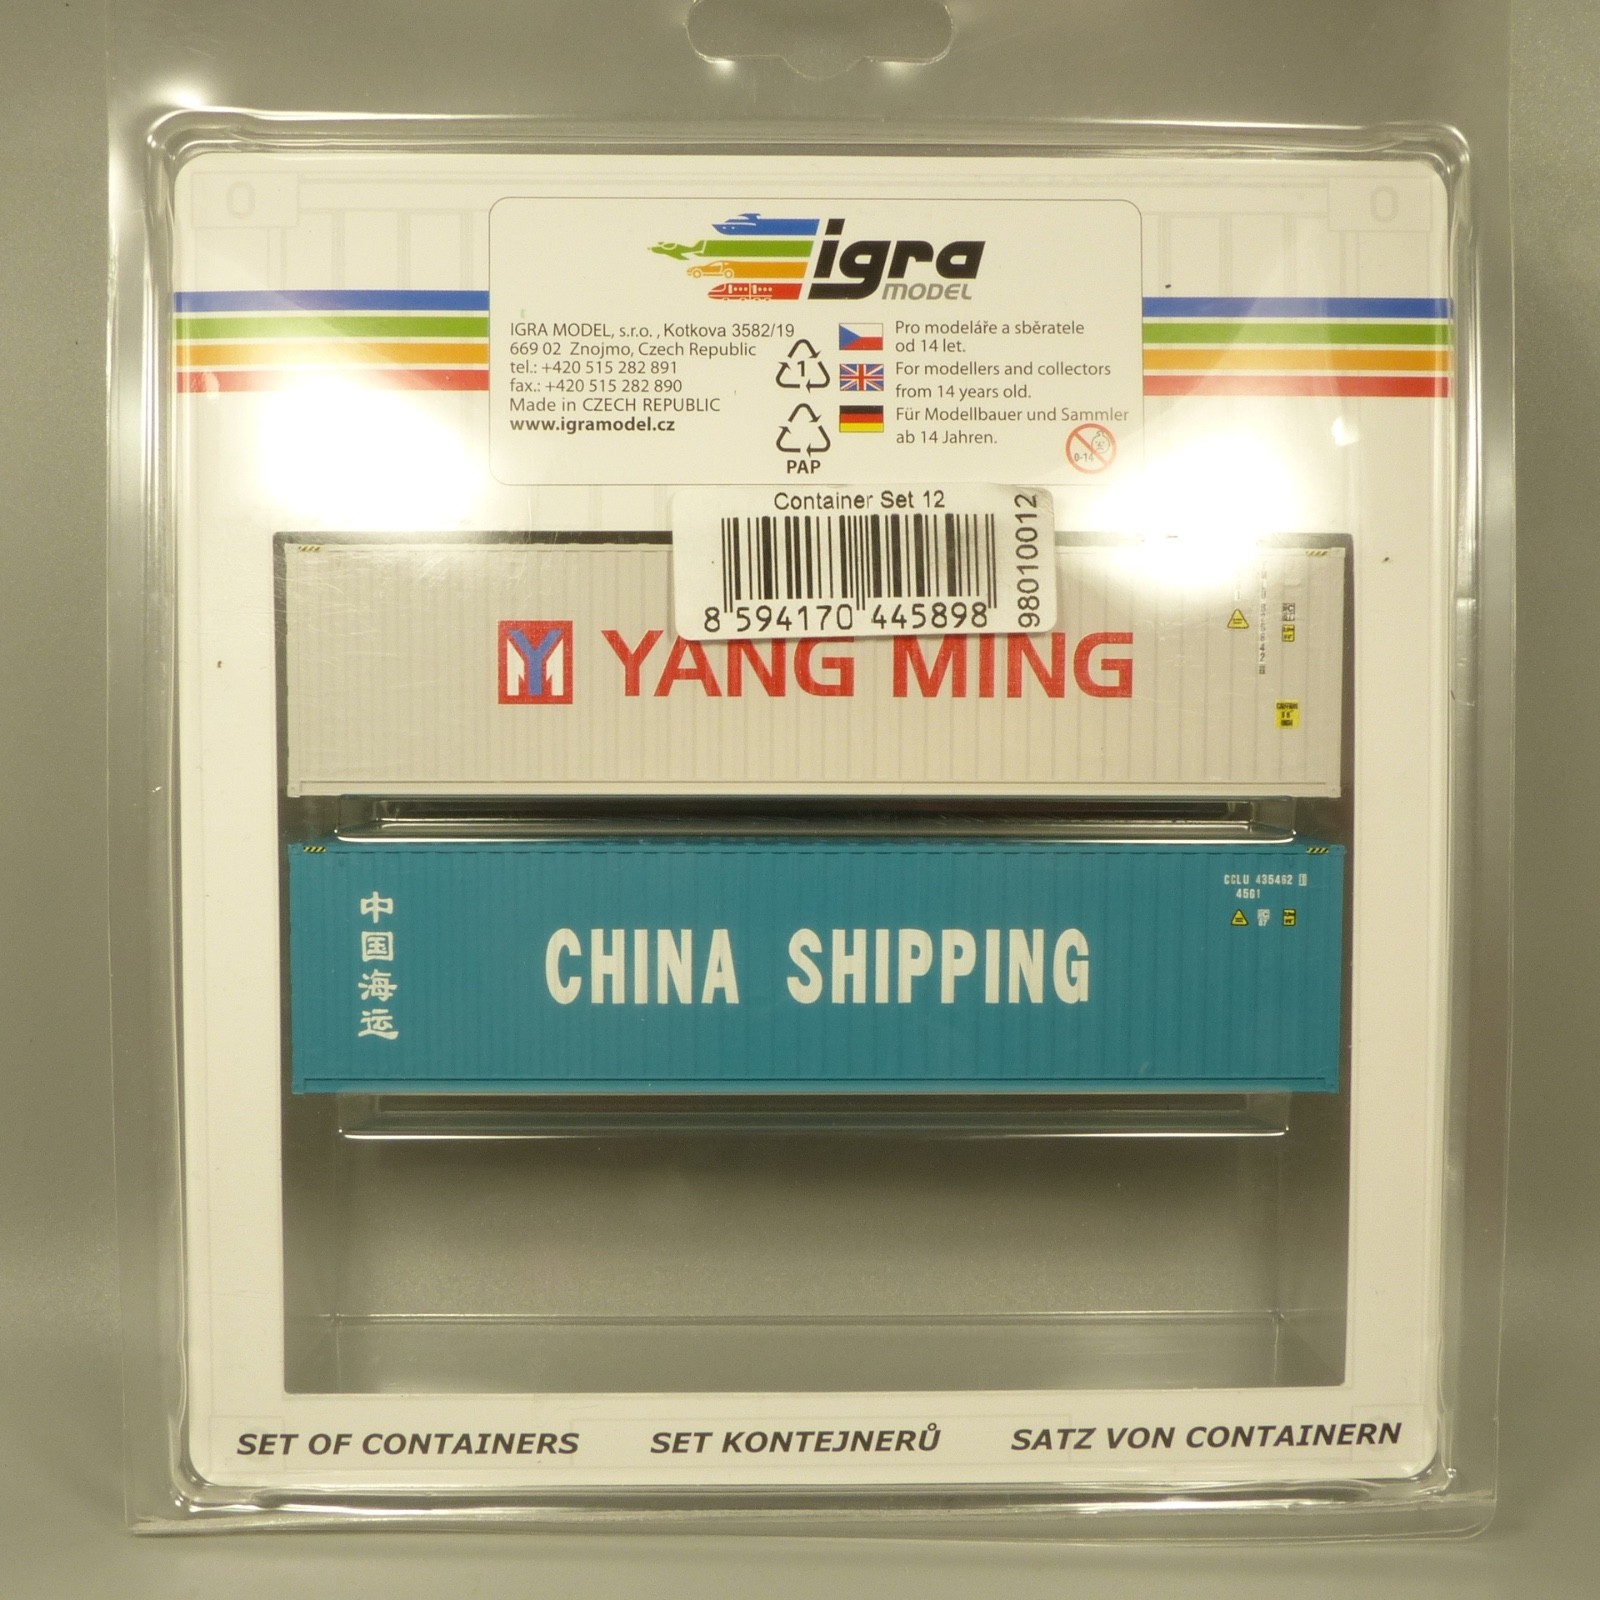 igra
MODEL
IGRA MODEL, s.r.o. , Kotkova 3582/19
669 02 Znojmo, Czech Republic
tel.: +420 515 282 891
fax.: +420 515 282 890
Made in CZECH REPUBLIC
www.igramodel.cz
1
PAP
Pro modeláře a sběratele
od 14 let.
For modellers and collectors
from 14 years old.
Für Modellbauer und Sammler
ab 14 Jahren.
0-14
Container Set 12
8 594170 445898
98010012
YM YANG MING
CHINA SHIPPING
中国海运
CCLU 435462
45G1
SET OF CONTAINERS
SET KONTEJNERŮ
SATZ VON CONTAINERN